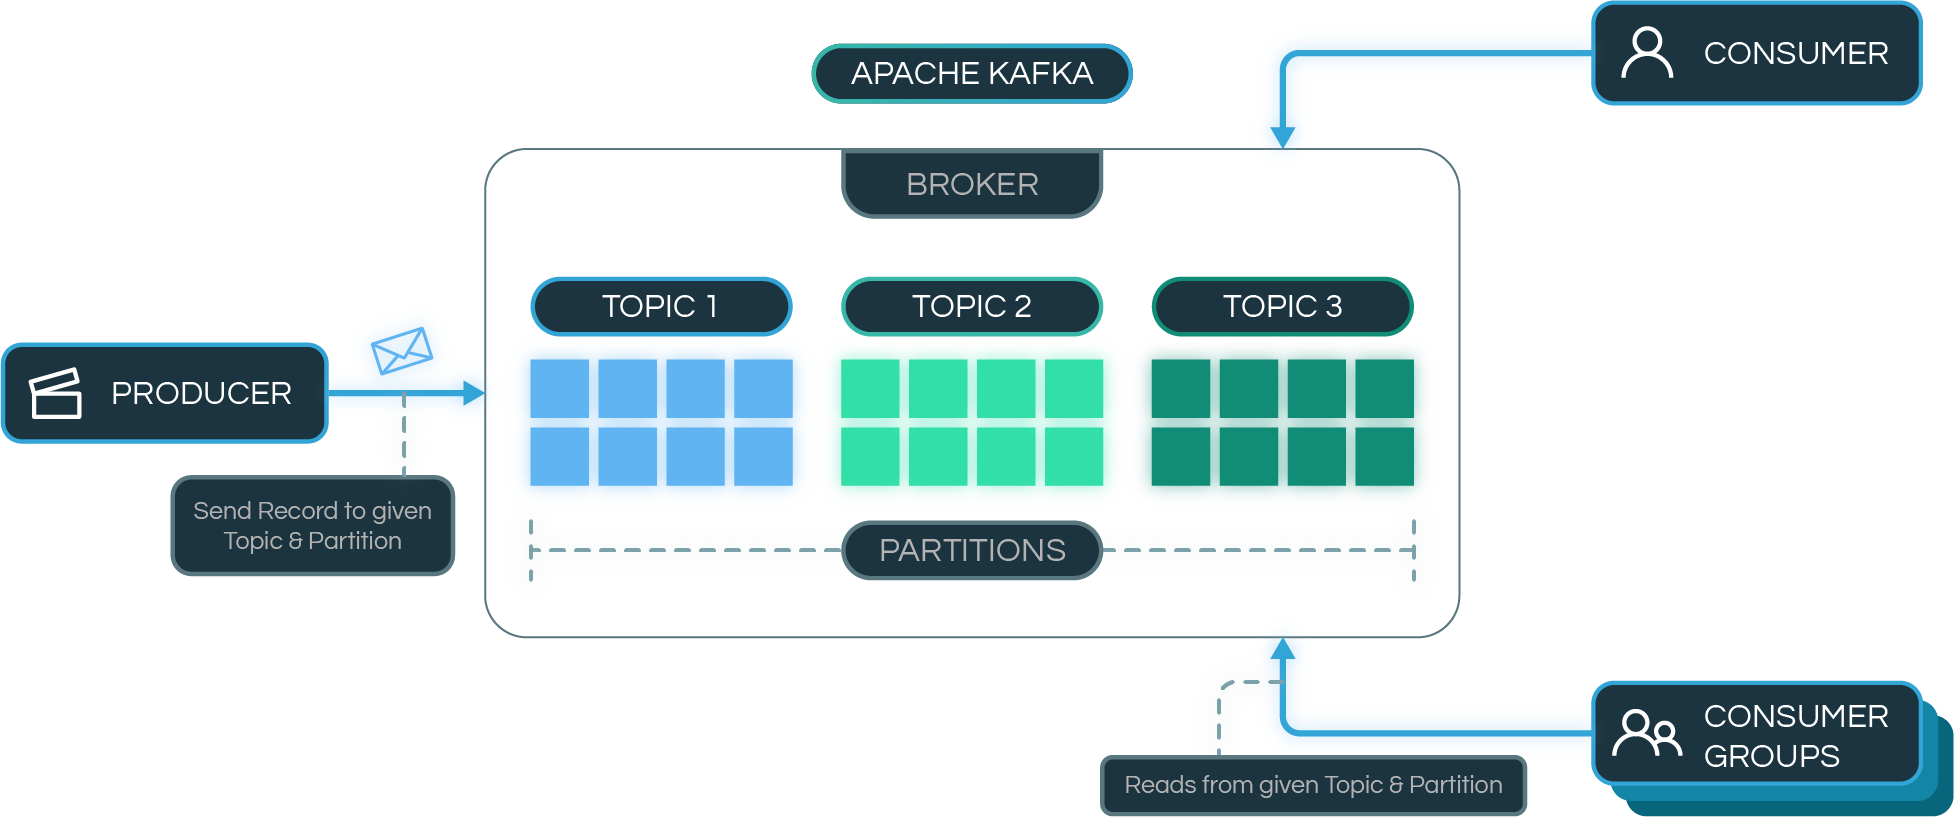 APACHE KAFKA
CONSUMER
BROKER
TOPIC 1
TOPIC 2
TOPIC 3
PRODUCER
Send Record to given
Topic & Partition
PARTITIONS
CONSUMER
GROUPS
Reads from given Topic & Partition